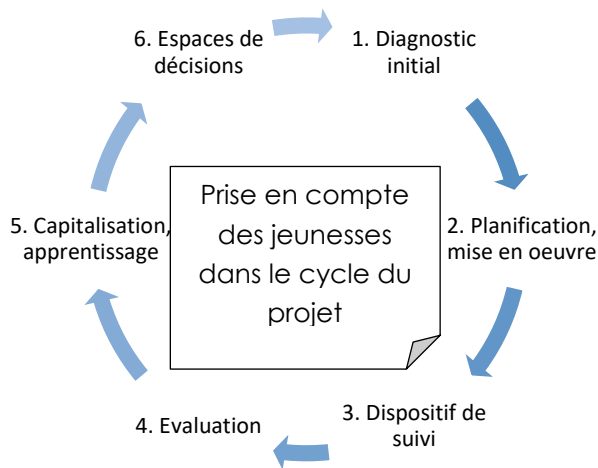 6. Espaces de
décisions
1. Diagnostic
initial
2. Planification,
mise en oeuvre
3. Dispositif de
suivi
4. Evaluation
5. Capitalisation,
apprentissage
Prise en compte
des jeunesses
dans le cycle du
projet